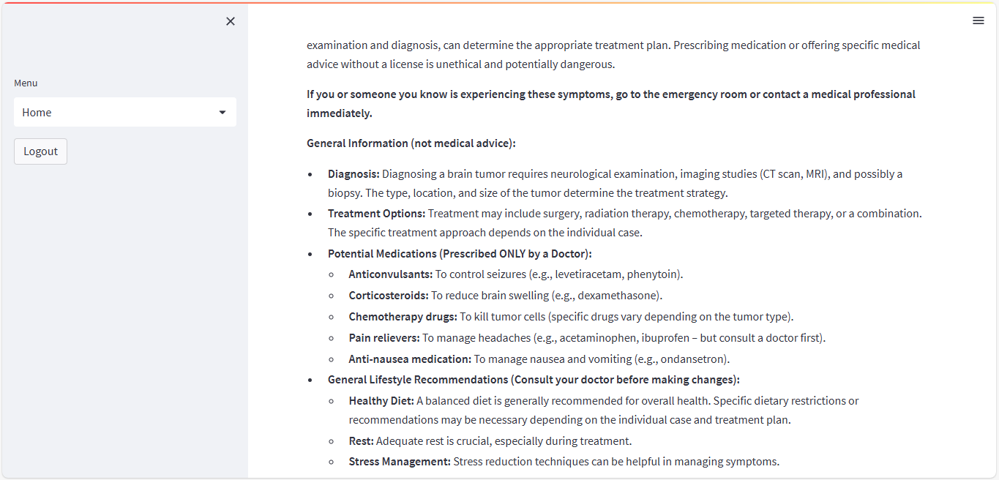 Menu
Home
Logout
examination and diagnosis, can determine the appropriate treatment plan. Prescribing medication or offering specific medical
advice without a license is unethical and potentially dangerous.
If you or someone you know is experiencing these symptoms, go to the emergency room or contact a medical professional
immediately.
General Information (not medical advice):
• Diagnosis: Diagnosing a brain tumor requires neurological examination, imaging studies (CT scan, MRI), and possibly a
biopsy. The type, location, and size of the tumor determine the treatment strategy.
• Treatment Options: Treatment may include surgery, radiation therapy, chemotherapy, targeted therapy, or a combination.
The specific treatment approach depends on the individual case.
• Potential Medications (Prescribed ONLY by a Doctor):
◦ Anticonvulsants: To control seizures (e.g., levetiracetam, phenytoin).
◦ Corticosteroids: To reduce brain swelling (e.g., dexamethasone).
◦ Chemotherapy drugs: To kill tumor cells (specific drugs vary depending on the tumor type).
◦ Pain relievers: To manage headaches (e.g., acetaminophen, ibuprofen – but consult a doctor first).
◦ Anti-nausea medication: To manage nausea and vomiting (e.g., ondansetron).
• General Lifestyle Recommendations (Consult your doctor before making changes):
◦ Healthy Diet: A balanced diet is generally recommended for overall health. Specific dietary restrictions or
recommendations may be necessary depending on the individual case and treatment plan.
◦ Rest: Adequate rest is crucial, especially during treatment.
◦ Stress Management: Stress reduction techniques can be helpful in managing symptoms.